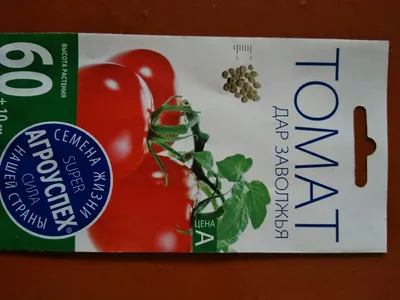 ТОМАТ
ДАР ЗАВОЛЖЬЯ
ЦЕНА
А
ВЫСОТА РАСТЕНИЯ
60
СЕМЕНА ЖИЗНИ
SUPER
АГРОУСПЕХ
СИЛА
НАШЕЙ СТРАНЫ